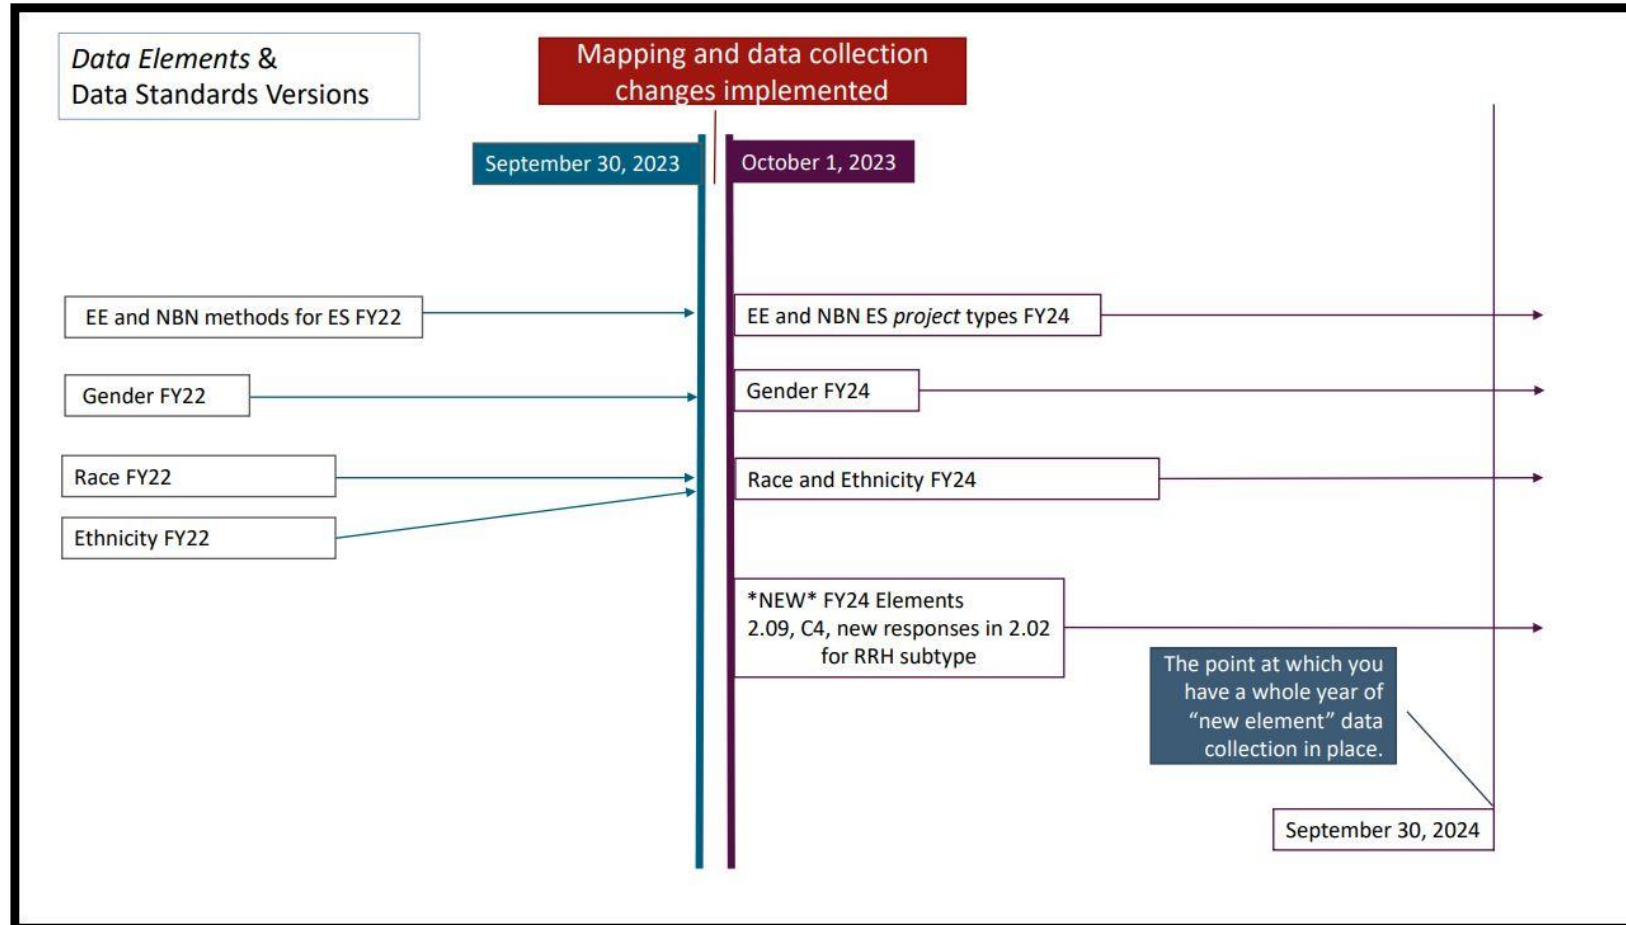 Data Elements &
Data Standards Versions
Mapping and data collection
changes implemented
September 30, 2023
October 1, 2023
EE and NBN methods for ES FY22
EE and NBN ES project types FY24
Gender FY22
Gender FY24
Race FY22
Race and Ethnicity FY24
Ethnicity FY22
*NEW* FY24 Elements
2.09, C4, new responses in 2.02
for RRH subtype
The point at which you
have a whole year of
“new element” data
collection in place.
September 30, 2024